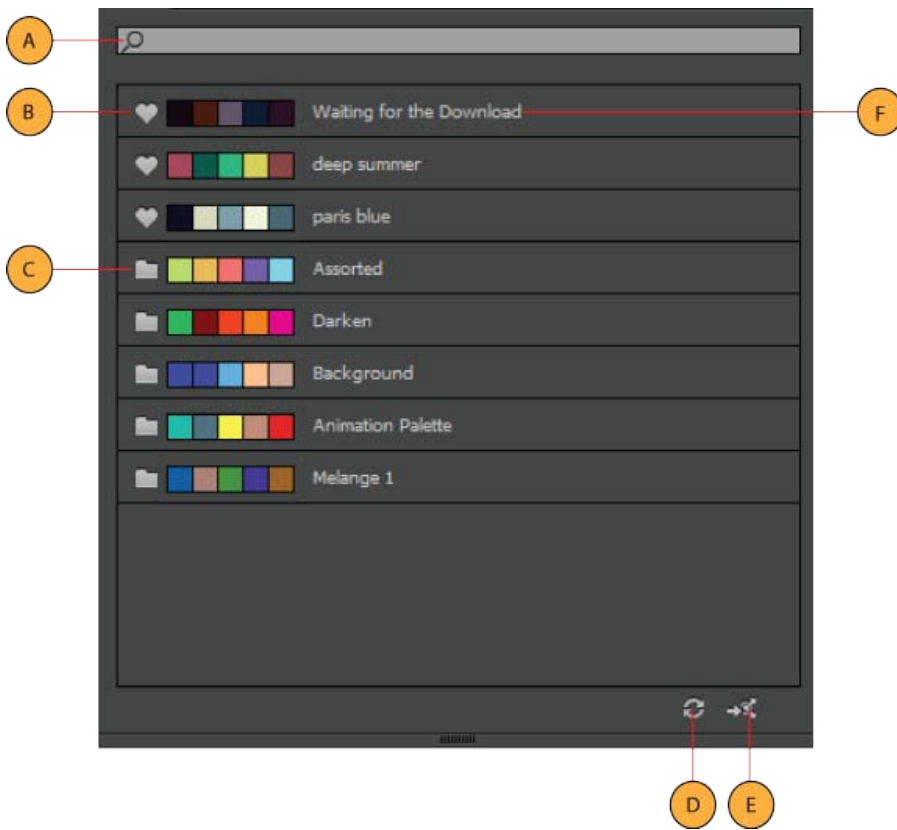 A
B
Waiting for the Download
F
deep summer
paris blue
C
Assorted
Darken
Background
Animation Palette
Melange 1
D
E